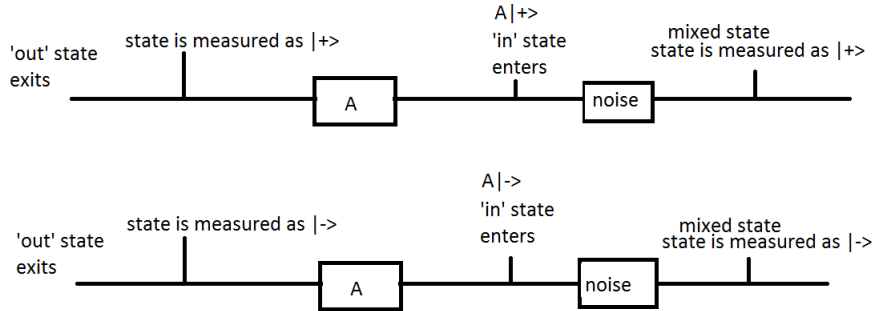 A|+>
'out' state
exits
state is measured as |+>
'in' state
enters
mixed state
state is measured as |+>
A
noise
A|->
'out' state
exits
state is measured as |->
'in' state
enters
mixed state
state is measured as |->
A
noise